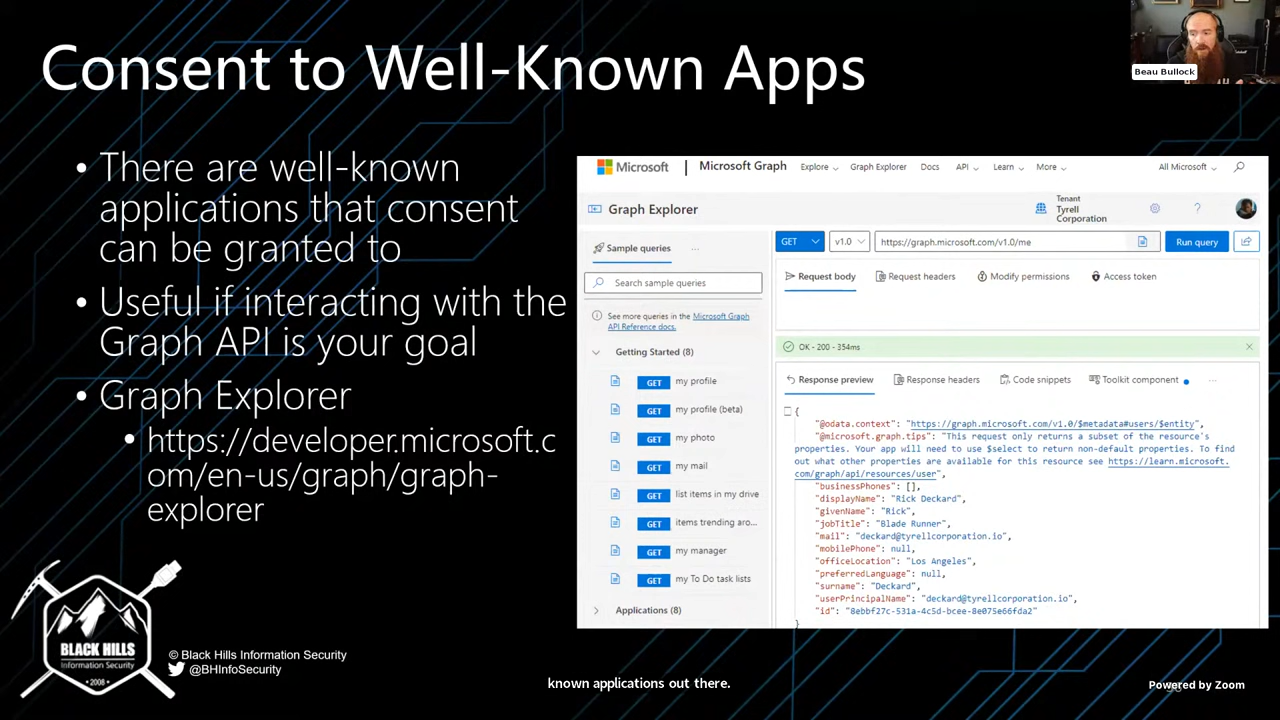 Consent to Well-Known Apps
Beau Bullock
• There are well-known
applications that consent
can be granted to
• Useful if interacting with the
Graph API is your goal
• Graph Explorer
• https://developer.microsoft.c
om/en-us/graph/graph-
explorer
Microsoft | Microsoft Graph Explore Graph Explorer Docs API Learn More All Microsoft
Graph Explorer
Tenant
Tyrell
Corporation
?
Sample queries ...
Search sample queries
See more queries in the Microsoft Graph
API Reference docs.
Getting Started (8)
GET my profile
GET my profile (beta)
GET my photo
GET my mail
GET list items in my drive
GET items trending aro...
GET my manager
GET my To Do task lists
Applications (8)
GET v1.0 https://graph.microsoft.com/v1.0/me Run query
Request body Request headers Modify permissions Access token
OK - 200 - 354ms
Response preview Response headers Code snippets Toolkit component ...
{
"@odata.context": "https://graph.microsoft.com/v1.0/$metadata#users/$entity",
"@microsoft.graph.tips": "This request only returns a subset of the resource's
properties. Your app will need to use $select to return non-default properties. To find
out what other properties are available for this resource see https://learn.microsoft.
com/graph/api/resources/user",
"businessPhones": [],
"displayName": "Rick Deckard",
"givenName": "Rick",
"jobTitle": "Blade Runner",
"mail": "deckard@tyrellcorporation.io",
"mobilePhone": null,
"officeLocation": "Los Angeles",
"preferredLanguage": null,
"surname": "Deckard",
"userPrincipalName": "deckard@tyrellcorporation.io",
"id": "8ebbf27c-531a-4c5d-bcee-8e075e66fda2"
}
BLACK HILLS
Information Security
• 2008 •
© Black Hills Information Security
@BHInfoSecurity
known applications out there.
Powered by Zoom